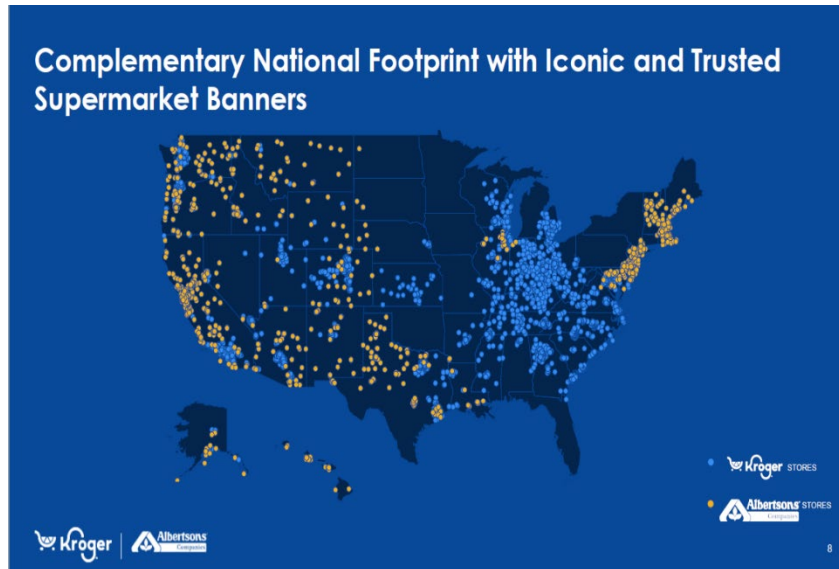 Complementary National Footprint with Iconic and Trusted
Supermarket Banners
Kroger STORES
Albertsons STORES
Companies
Kroger
Albertsons
Companies
8